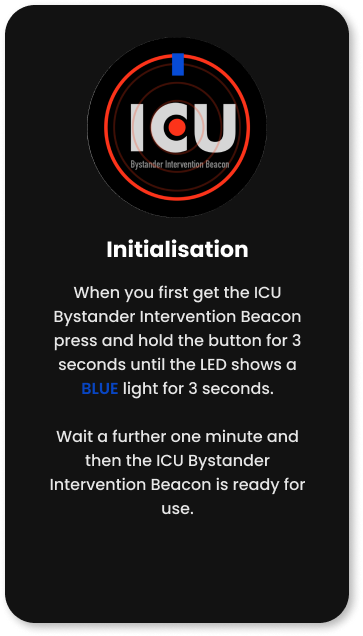 ICU
Bystander Intervention Beacon
Initialisation
When you first get the ICU
Bystander Intervention Beacon
press and hold the button for 3
seconds until the LED shows a
BLUE light for 3 seconds.
Wait a further one minute and
then the ICU Bystander
Intervention Beacon is ready for
use.